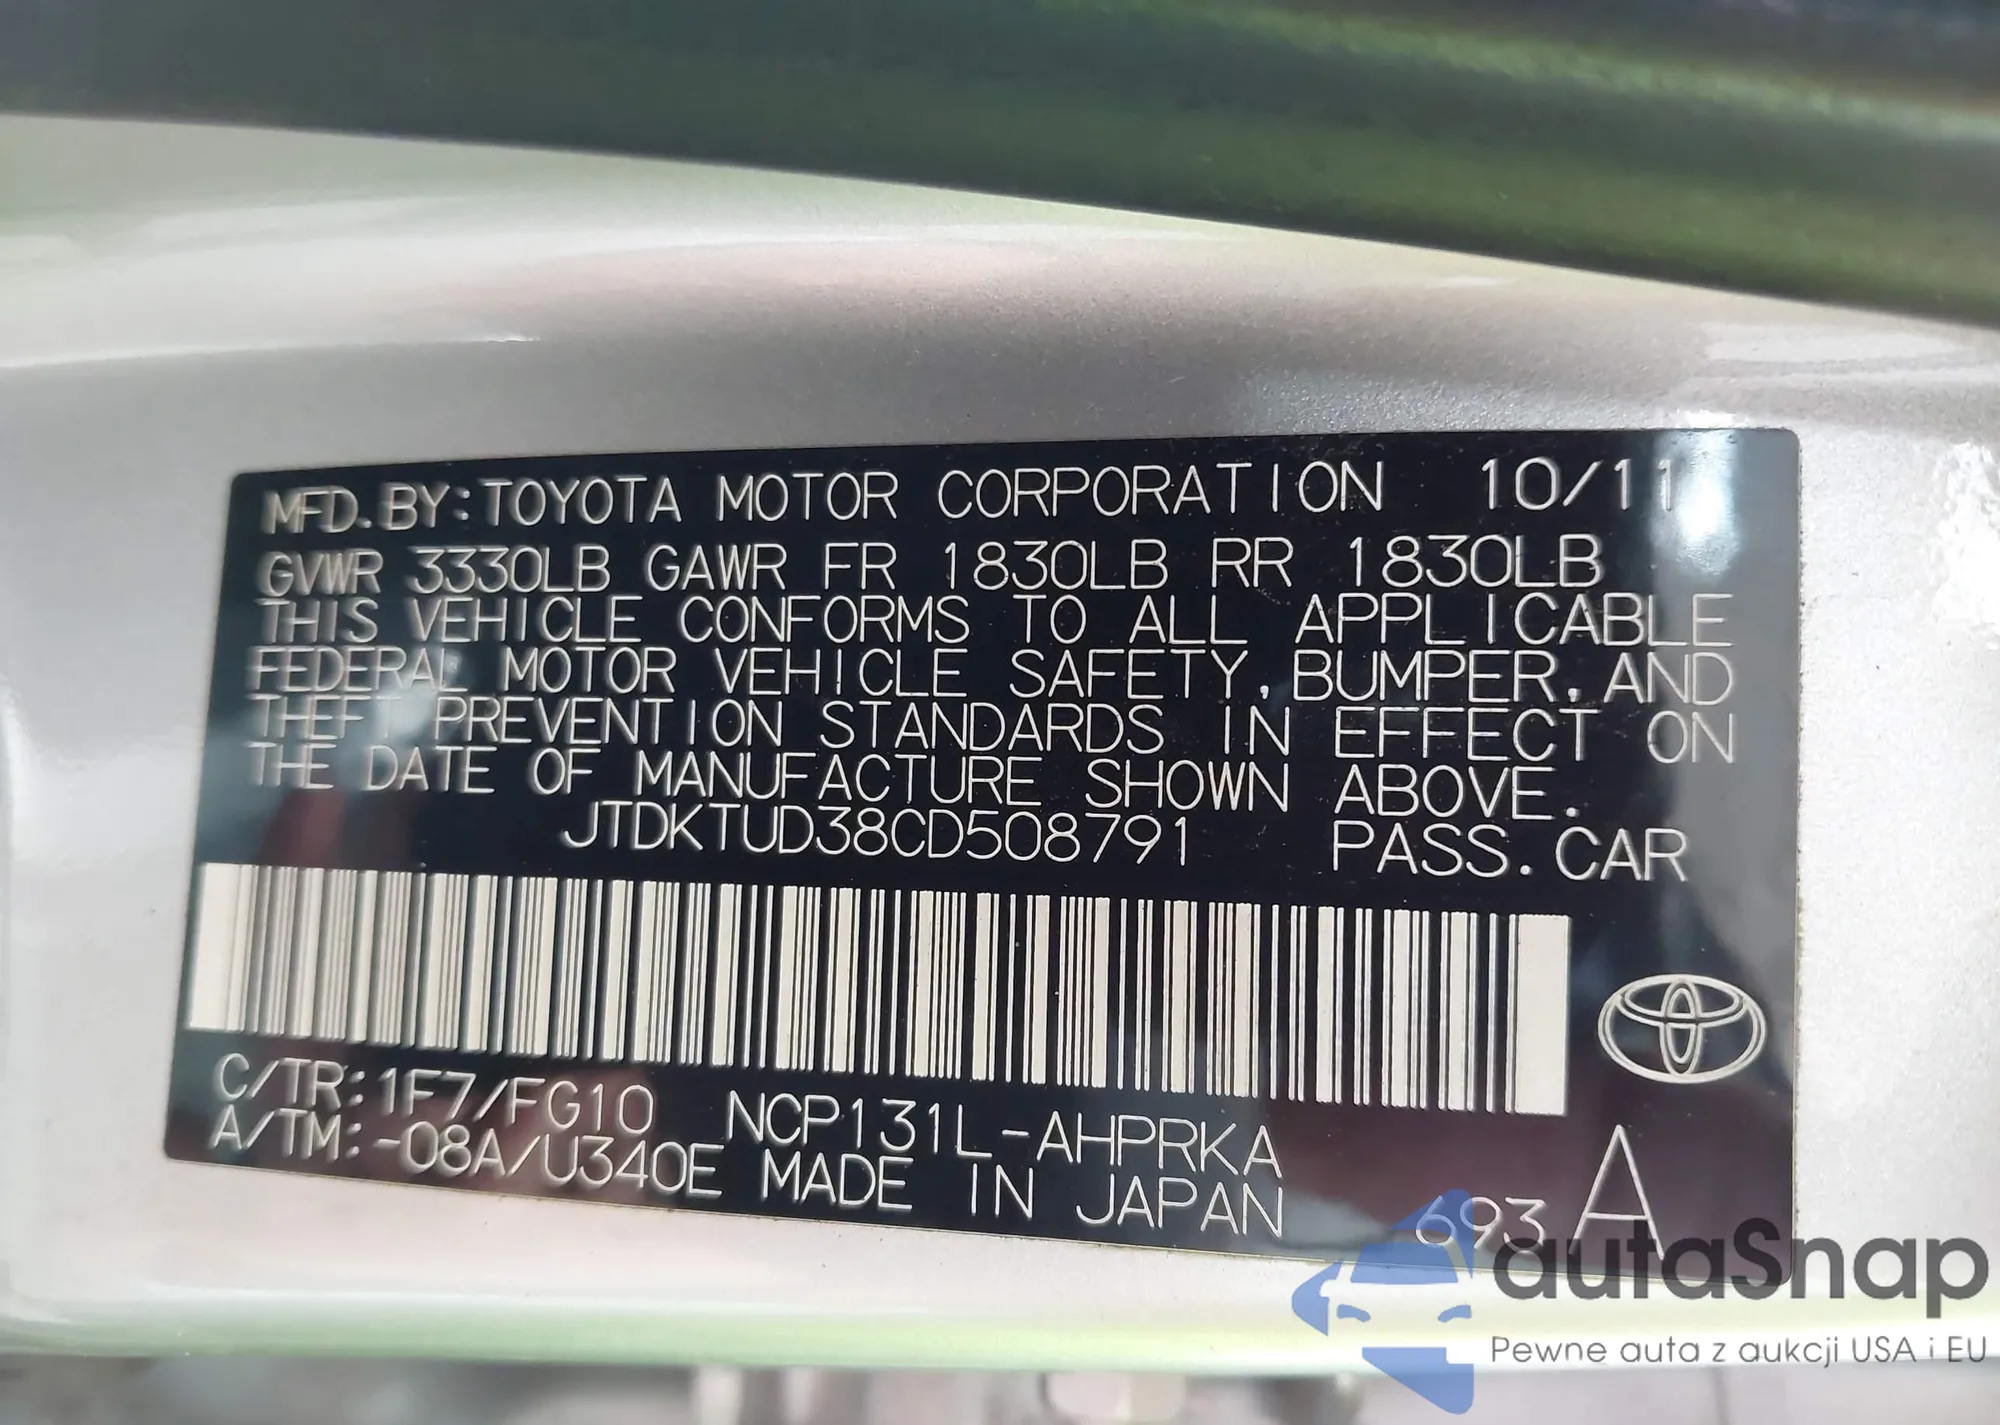 MFD. BY: TOYOTA MOTOR CORPORATION 10/11
GVWR 3330LB GAWR FR 1830LB RR 1830LB
THIS VEHICLE CONFORMS TO ALL APPLICABLE
FEDERAL MOTOR VEHICLE SAFETY, BUMPER, AND
THEFT PREVENTION STANDARDS IN EFFECT ON
THE DATE OF MANUFACTURE SHOWN ABOVE.
JTDKTUD38CD508791 PASS. CAR
C/TR: 1F7/FG10 NCP131L-AHPRKA
A/TM: -08A/U340E MADE IN JAPAN 693 A
autaSnap
Pewne auta z aukcji USA i EU